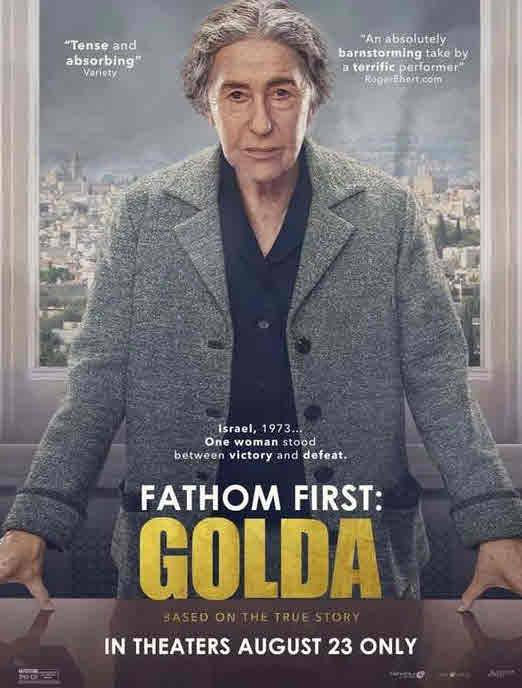 “Tense and
absorbing”
Variety
“An absolutely
barnstorming take by
a terrific performer”
RogerEbert.com
Israel, 1973...
One woman stood
between victory and defeat.
FATHOM FIRST:
GOLDA
BASED ON THE TRUE STORY
IN THEATERS AUGUST 23 ONLY